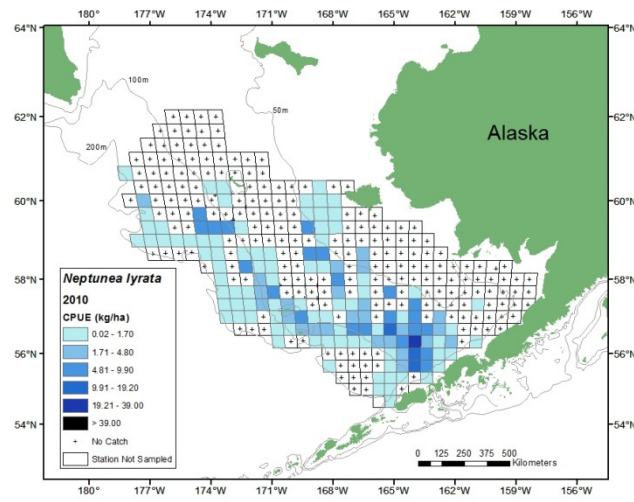 180° 177°W 174°W 171°W 168°W 165°W 162°W 159°W 156°W
64°N 64°N
100m
50m
62°N 62°N
Alaska
200m
60°N 60°N
58°N 58°N
Neptunea lyrata
2010
CPUE (kg/ha)
0.02 - 1.70
1.71 - 4.80
4.81 - 9.90
9.91 - 19.20
19.21 - 39.00
> 39.00
+ No Catch
Station Not Sampled
56°N 56°N
54°N 54°N
0 125 250 500
Kilometers
180° 177°W 174°W 171°W 168°W 165°W 162°W 159°W 156°W